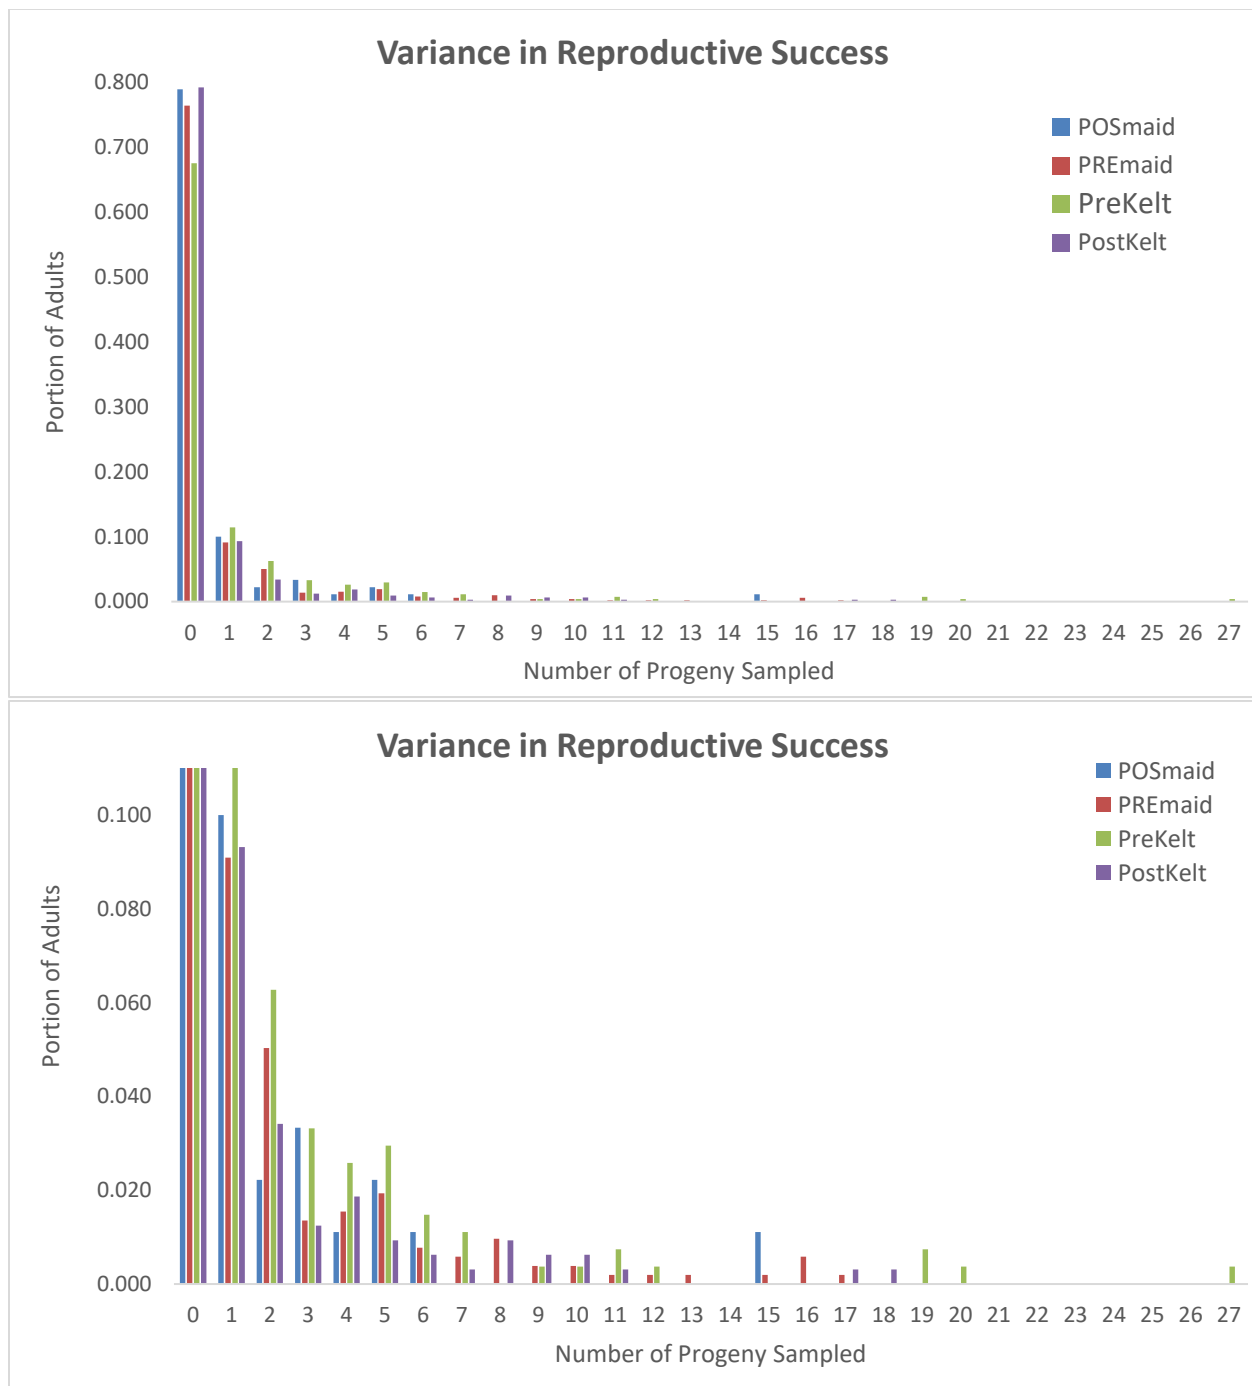 Variance in Reproductive Success
0.800
0.700
0.600
0.500
0.400
0.300
0.200
0.100
0.000
Portion of Adults
POSmaid
PREmaid
PreKelt
PostKelt
0 1 2 3 4 5 6 7 8 9 10 11 12 13 14 15 16 17 18 19 20 21 22 23 24 25 26 27
Number of Progeny Sampled
Variance in Reproductive Success
0.100
0.080
0.060
0.040
0.020
0.000
Portion of Adults
POSmaid
PREmaid
PreKelt
PostKelt
0 1 2 3 4 5 6 7 8 9 10 11 12 13 14 15 16 17 18 19 20 21 22 23 24 25 26 27
Number of Progeny Sampled